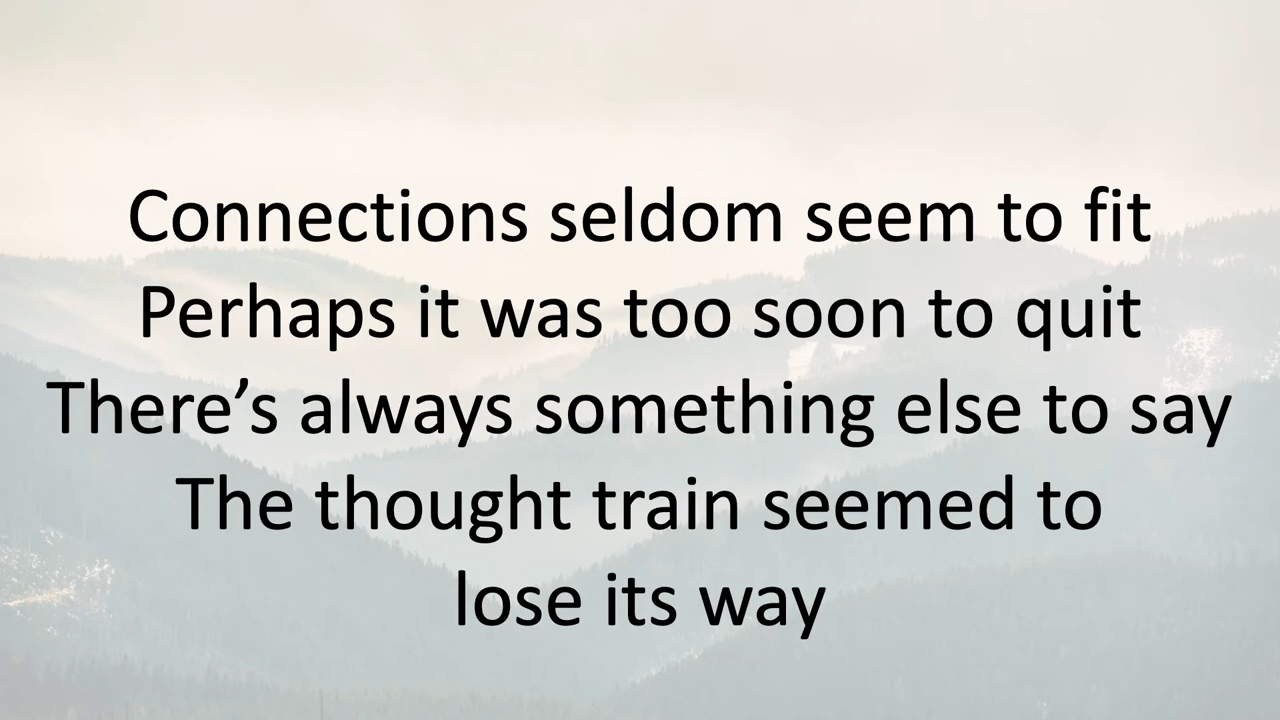 Connections seldom seem to fit
Perhaps it was too soon to quit
There’s always something else to say
The thought train seemed to
lose its way